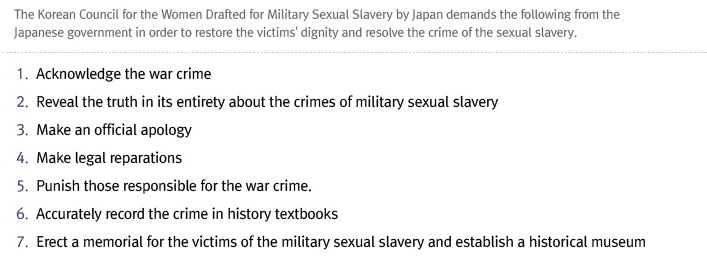 The Korean Council for the Women Drafted for Military Sexual Slavery by Japan demands the following from the
Japanese government in order to restore the victims' dignity and resolve the crime of the sexual slavery.
1. Acknowledge the war crime
2. Reveal the truth in its entirety about the crimes of military sexual slavery
3. Make an official apology
4. Make legal reparations
5. Punish those responsible for the war crime.
6. Accurately record the crime in history textbooks
7. Erect a memorial for the victims of the military sexual slavery and establish a historical museum